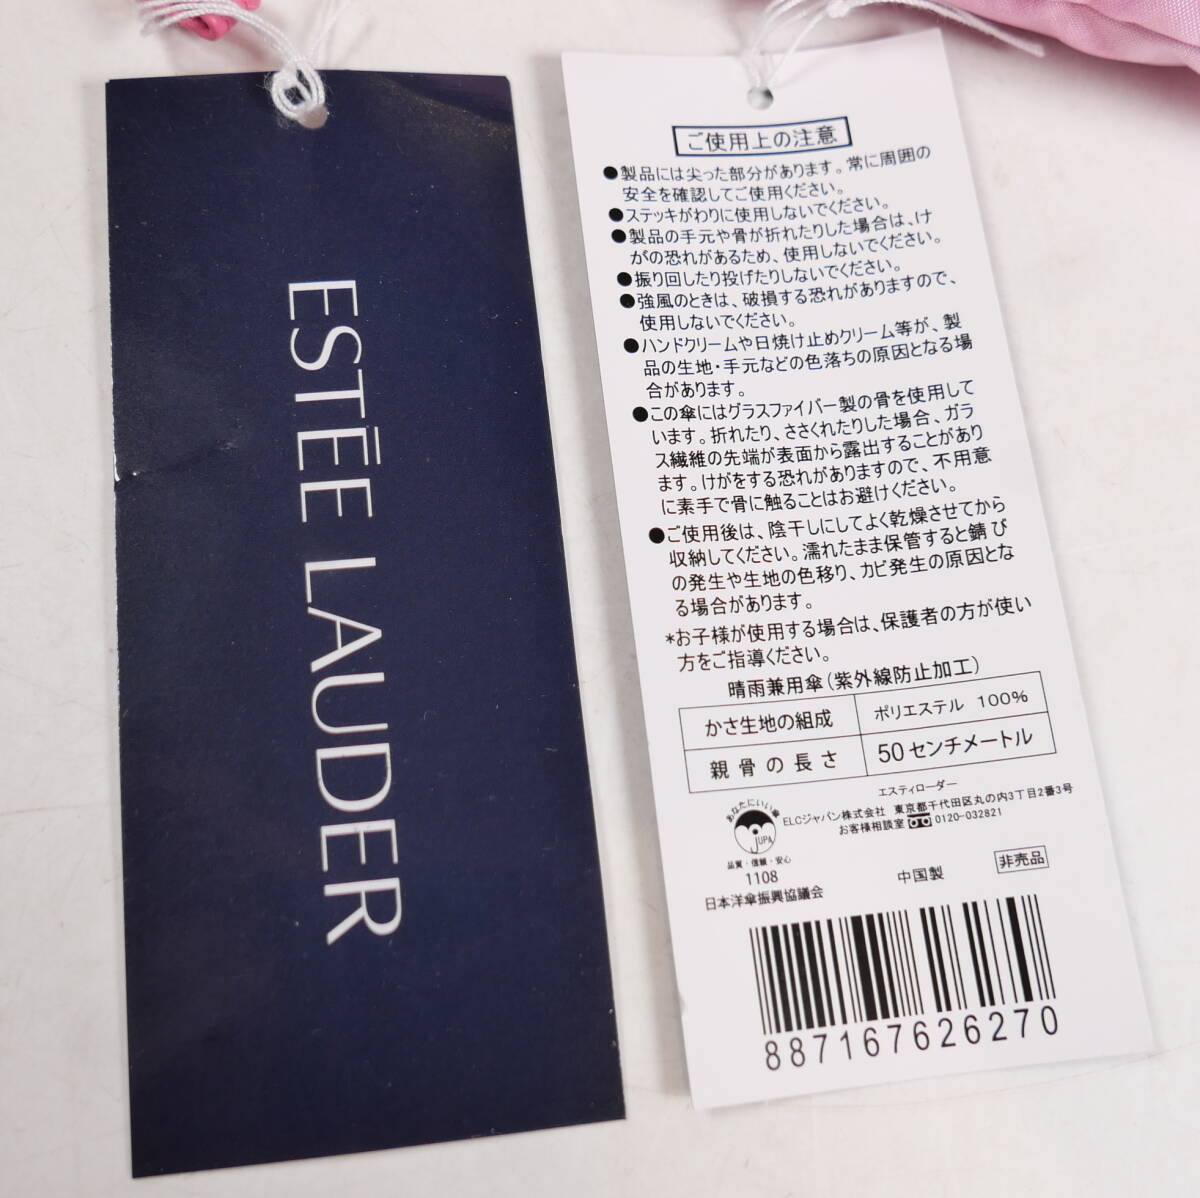 ESTĒE LAUDER
ご使用上の注意
●製品には尖った部分があります。常に周囲の
安全を確認してご使用ください。
●ステッキがわりに使用しないでください。
●製品の手元や骨が折れたりした場合は、け
がの恐れがあるため、使用しないでください。
●振り回したり投げたりしないでください。
●強風のときは、破損する恐れがありますので、
使用しないでください。
●ハンドクリームや日焼け止めクリーム等が、製
品の生地・手元などの色落ちの原因となる場
合があります。
●この傘にはグラスファイバー製の骨を使用して
います。折れたり、ささくれたりした場合、ガラ
ス繊維の先端が表面から露出することがあり
ます。けがをする恐れがありますので、不用意
に素手で骨に触ることはお避けください。
●ご使用後は、陰干しにしてよく乾燥させてから
収納してください。濡れたまま保管すると錆び
の発生や生地の色移り、カビ発生の原因とな
る場合があります。
*お子様が使用する場合は、保護者の方が使い
方をご指導ください。
晴雨兼用傘(紫外線防止加工)
かさ生地の組成 ポリエステル 100%
親骨の長さ 50センチメートル
エスティローダー
ELCジャパン株式会社 東京都千代田区丸の内3丁目2番3号
お客様相談室 0120-032821
あなたにいい傘
JUPA
品質・信頼・安心
1108
日本洋傘振興協議会
中国製
非売品
887167626270